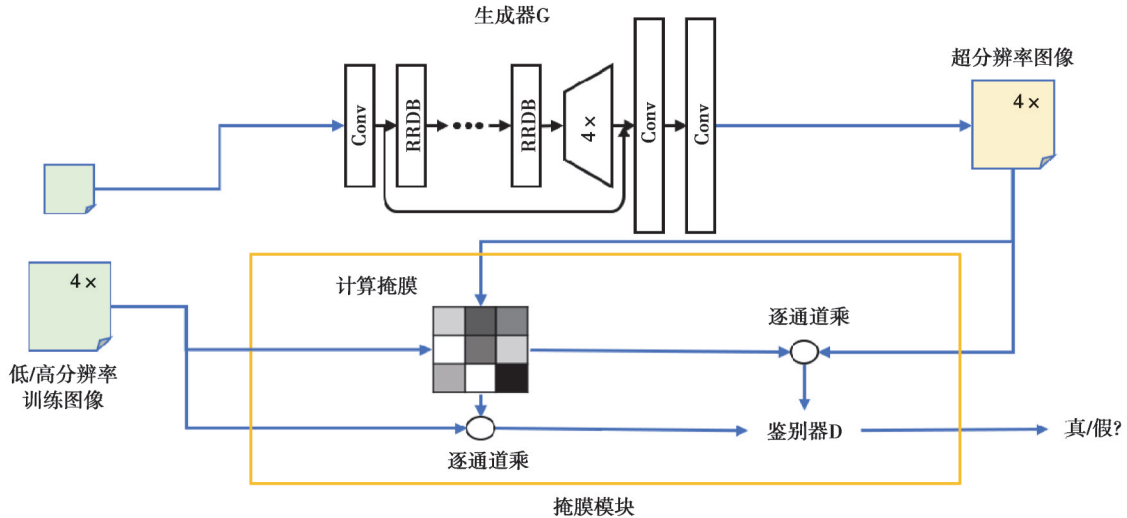 生成器G
Conv
RRDB
RRDB
4×
Conv
Conv
超分辨率图像
4×
4×
低/高分辨率
训练图像
计算掩膜
逐通道乘
逐通道乘
鉴别器D
真/假?
掩膜模块